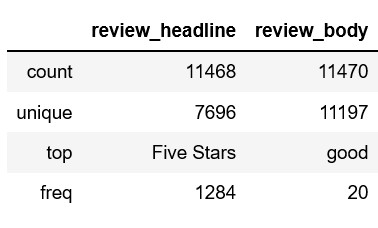 review_headline review_body
count 11468 11470
unique 7696 11197
top Five Stars good
freq 1284 20